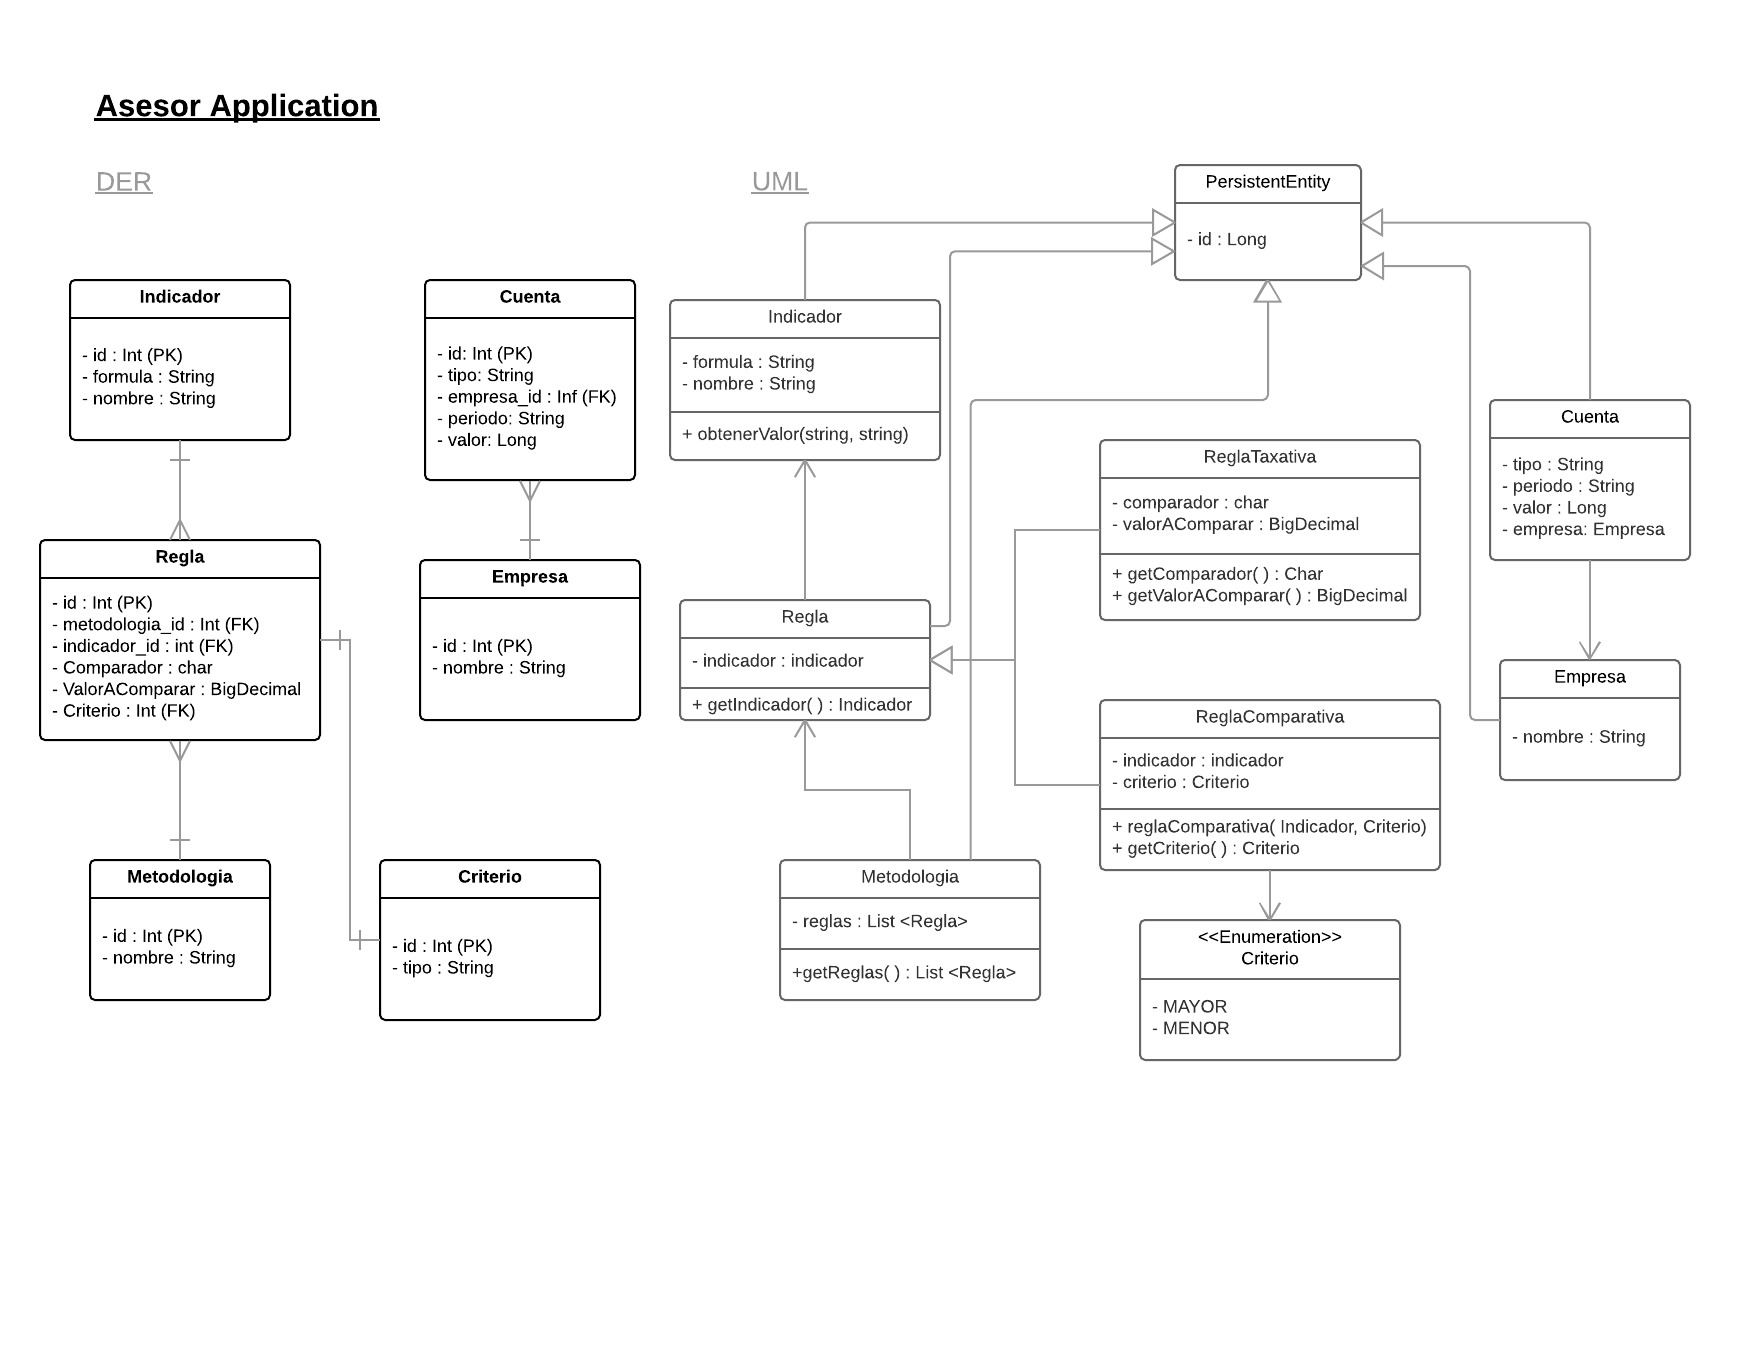 Asesor Application
DER
Indicador
- id : Int (PK)
- formula : String
- nombre : String
Cuenta
- id: Int (PK)
- tipo: String
- empresa_id : Inf (FK)
- periodo: String
- valor: Long
Regla
- id : Int (PK)
- metodologia_id : Int (FK)
- indicador_id : int (FK)
- Comparador : char
- ValorAComparar : BigDecimal
- Criterio : Int (FK)
Empresa
- id : Int (PK)
- nombre : String
Metodologia
- id : Int (PK)
- nombre : String
Criterio
- id : Int (PK)
- tipo : String
UML
PersistentEntity
- id : Long
Indicador
- formula : String
- nombre : String
+ obtenerValor(string, string)
ReglaTaxativa
- comparador : char
- valorAComparar : BigDecimal
+ getComparador( ) : Char
+ getValorAComparar( ) : BigDecimal
Cuenta
- tipo : String
- periodo : String
- valor : Long
- empresa: Empresa
Regla
- indicador : indicador
+ getIndicador( ) : Indicador
ReglaComparativa
- indicador : indicador
- criterio : Criterio
+ reglaComparativa( Indicador, Criterio)
+ getCriterio( ) : Criterio
Empresa
- nombre : String
Metodologia
- reglas : List <Regla>
+getReglas( ) : List <Regla>
<<Enumeration>>
Criterio
- MAYOR
- MENOR